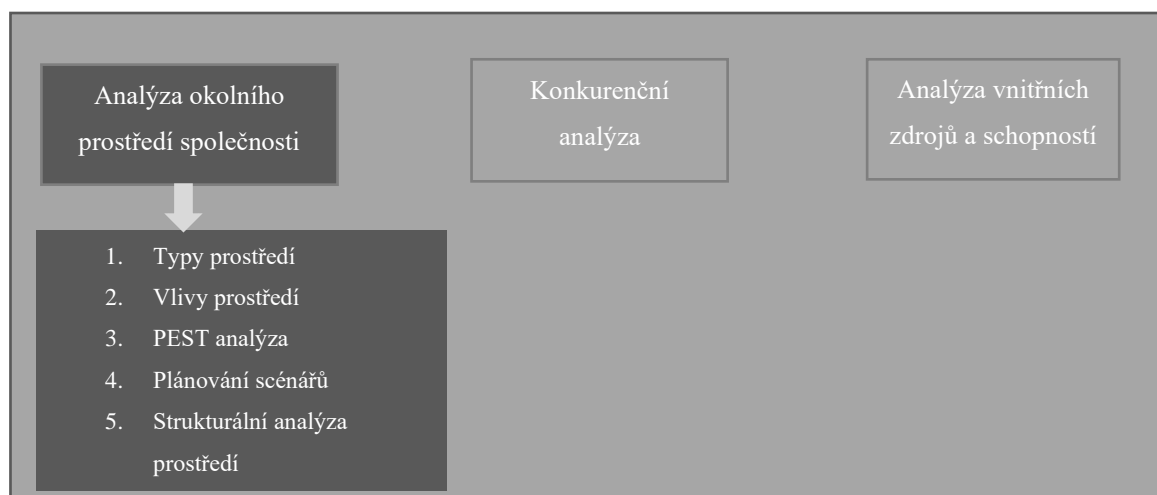 Analýza okolního
prostředí společnosti
Konkurenční
analýza
Analýza vnitřních
zdrojů a schopností
1. Typy prostředí
2. Vlivy prostředí
3. PEST analýza
4. Plánování scénářů
5. Strukturální analýza
prostředí